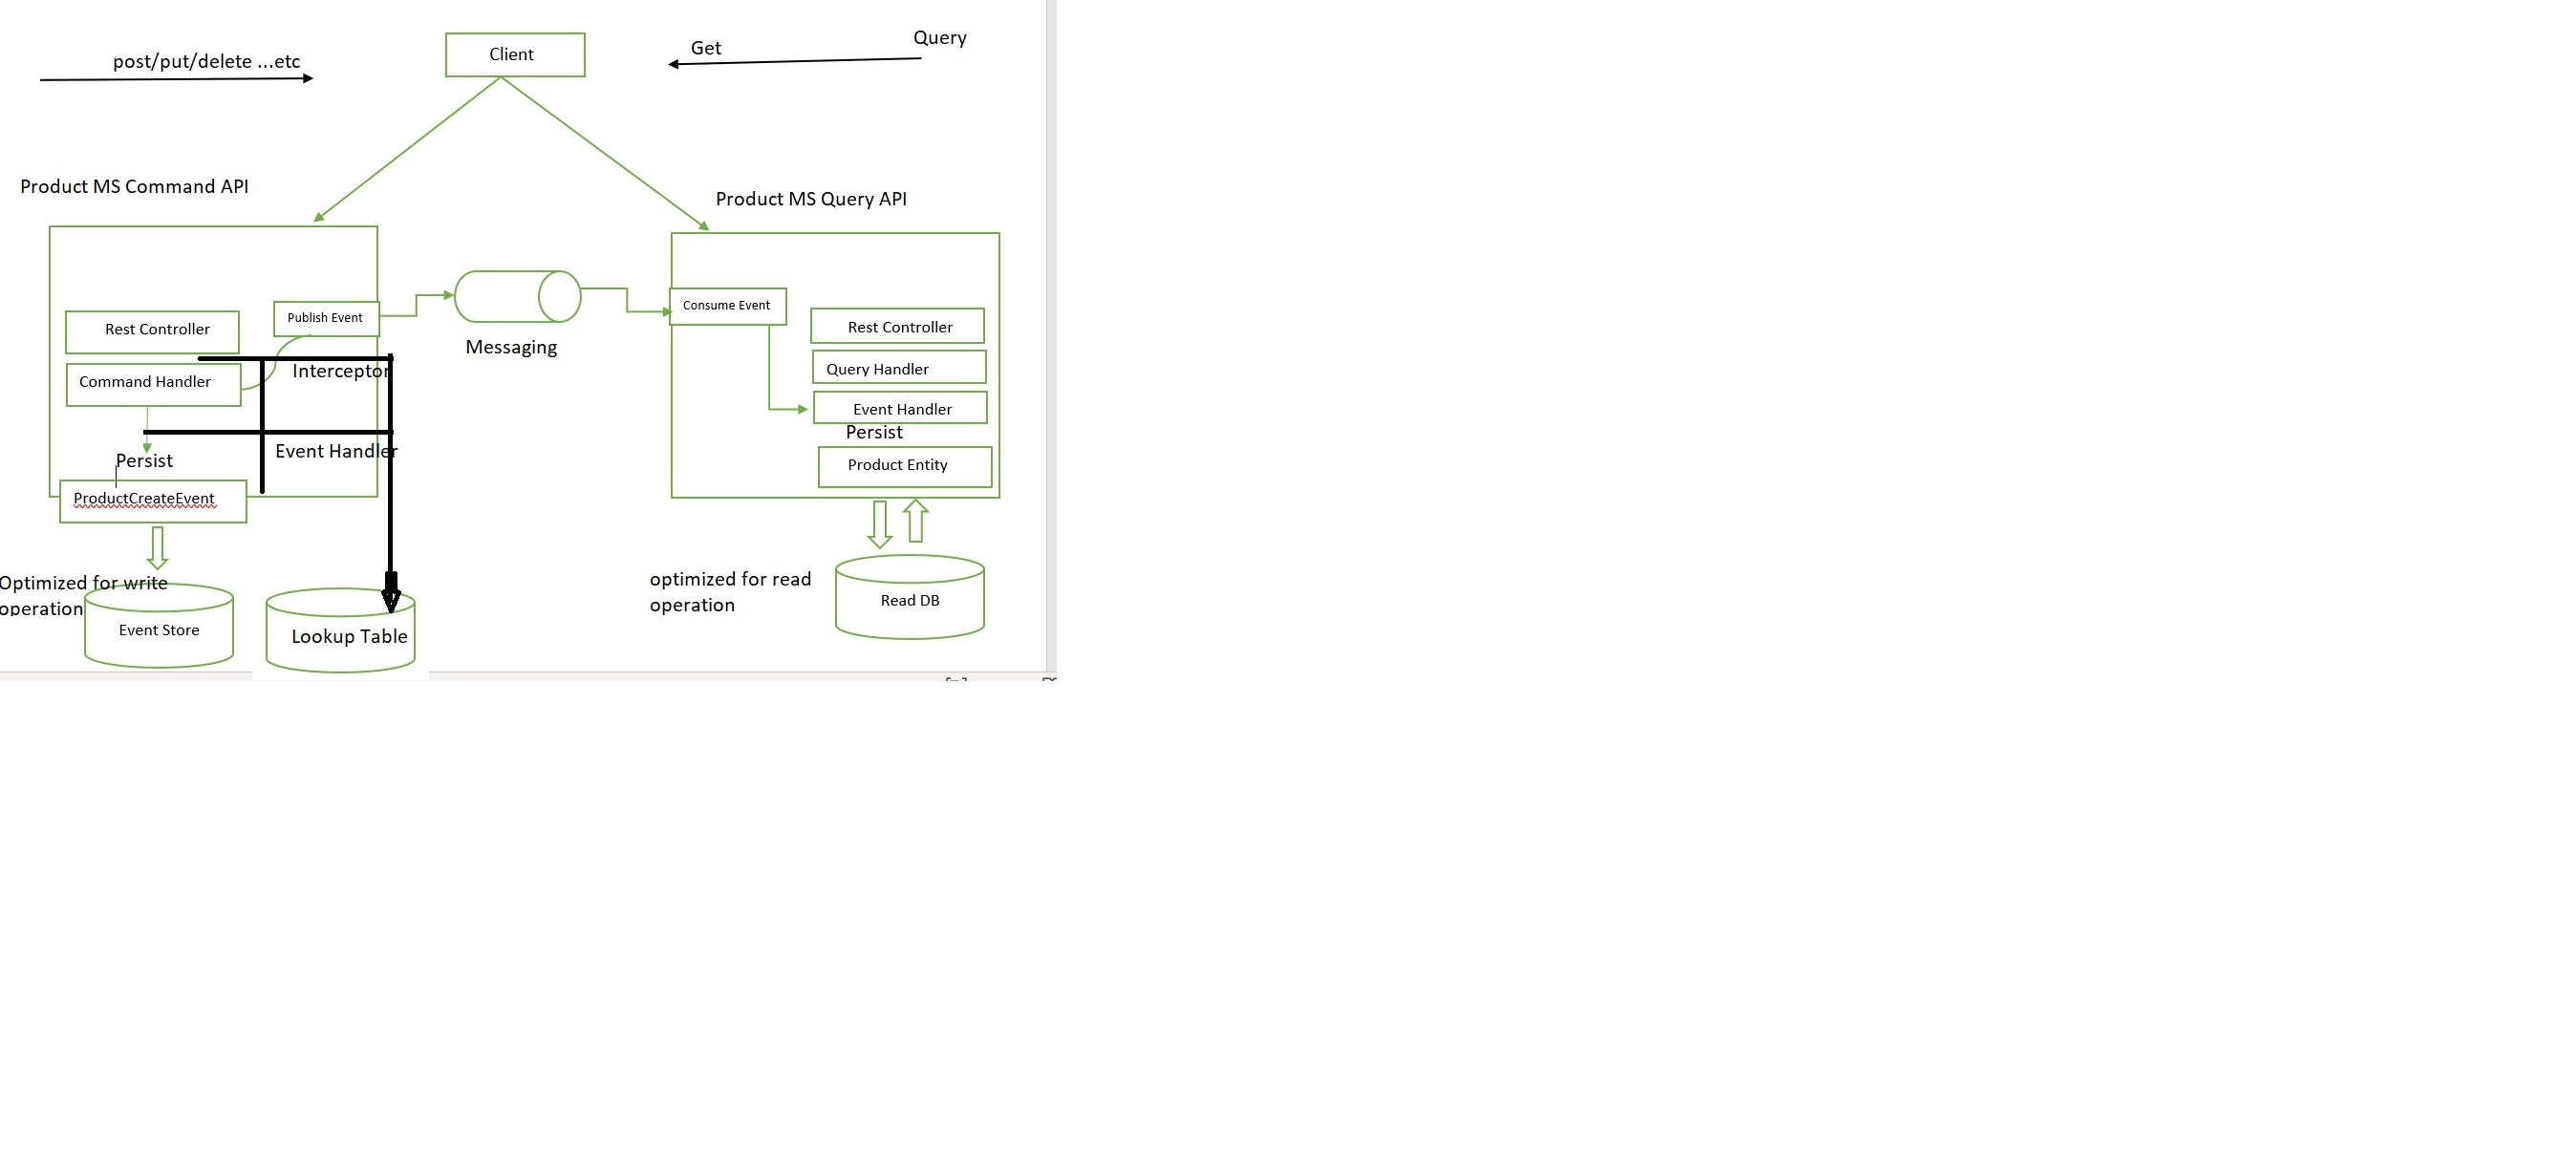 post/put/delete ...etc
Client
Get
Query
Product MS Command API
Product MS Query API
Rest Controller
Publish Event
Command Handler
Interceptor
Persist
Event Handler
ProductCreateEvent
Optimized for write
operation
Event Store
Lookup Table
Messaging
Consume Event
Rest Controller
Query Handler
Event Handler
Persist
Product Entity
optimized for read
operation
Read DB